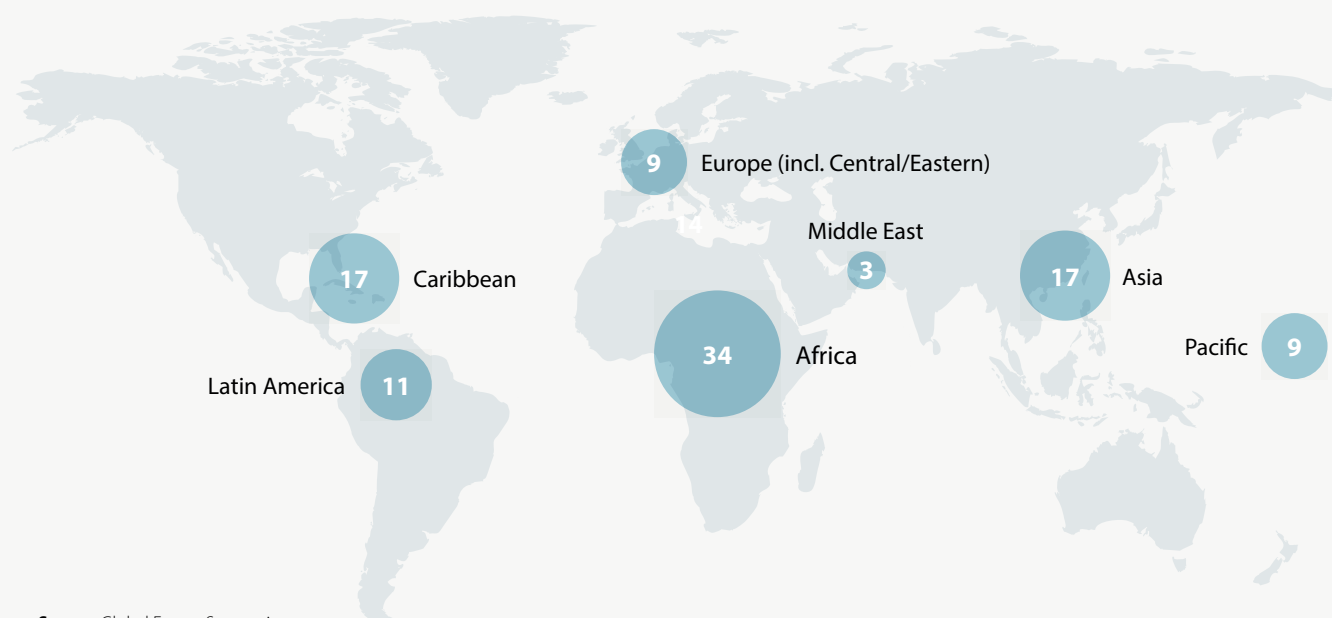 9 Europe (incl. Central/Eastern)
14
Middle East
3
17 Caribbean
17 Asia
34 Africa
Pacific 9
Latin America 11